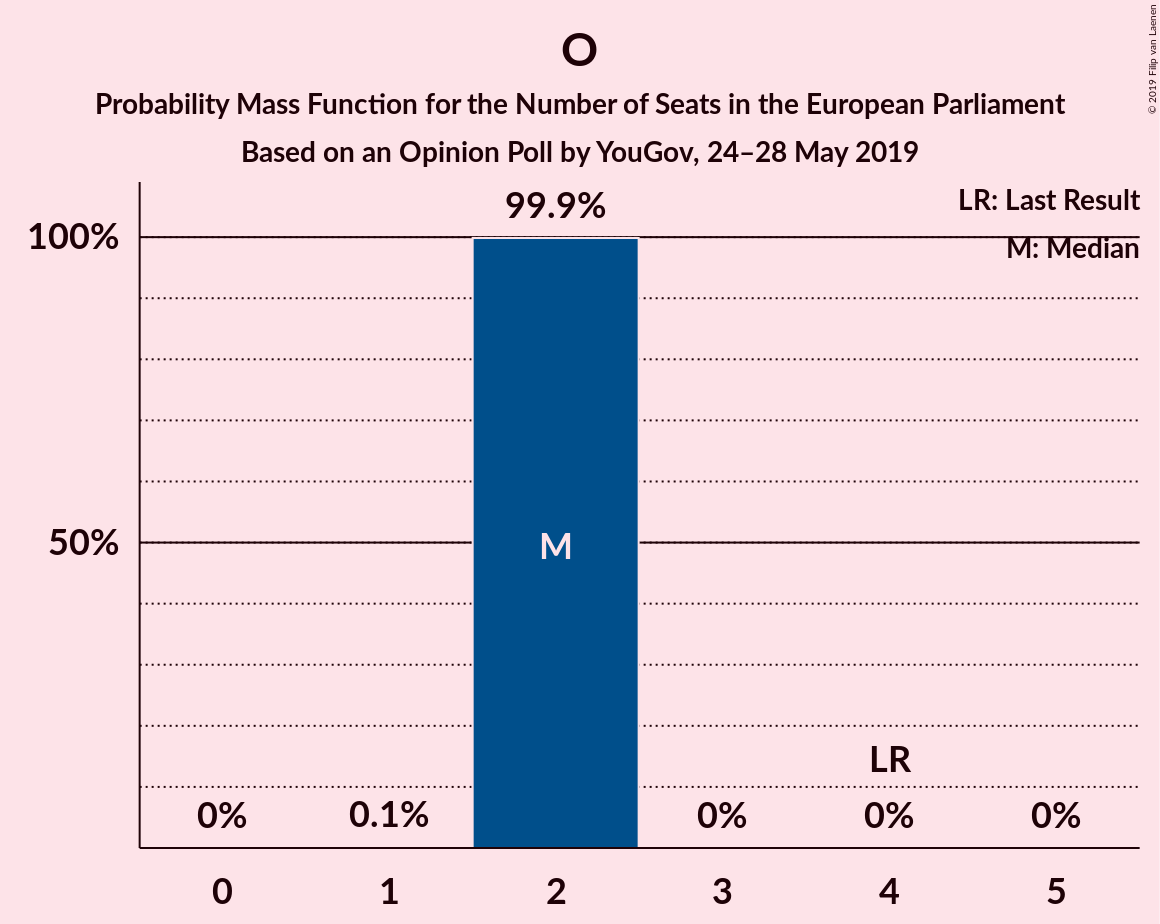 O
Probability Mass Function for the Number of Seats in the European Parliament
Based on an Opinion Poll by YouGov, 24–28 May 2019
© 2019 Filip van Laenen
LR: Last Result
M: Median
99.9%
100%
50%
M
LR
0%
0.1%
0%
0%
0%
0
1
2
3
4
5